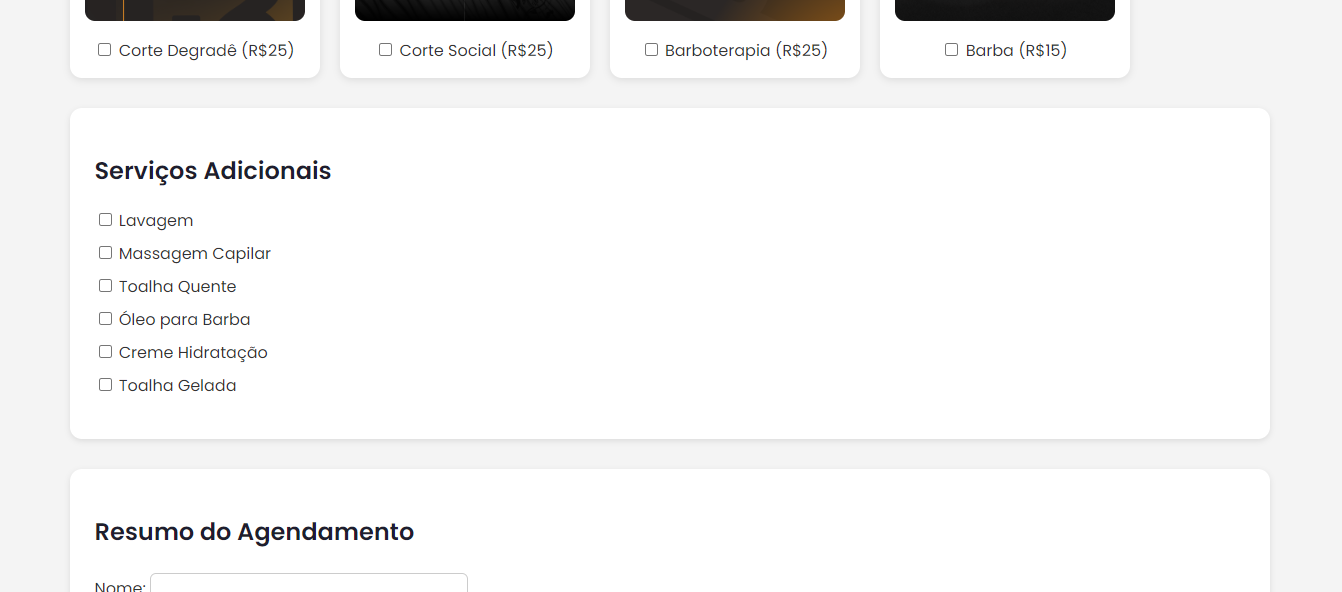 Corte Degradê (R$25) Corte Social (R$25) Barboterapia (R$25) Barba (R$15)
Serviços Adicionais
Lavagem
Massagem Capilar
Toalha Quente
Óleo para Barba
Creme Hidratação
Toalha Gelada
Resumo do Agendamento
Nome: